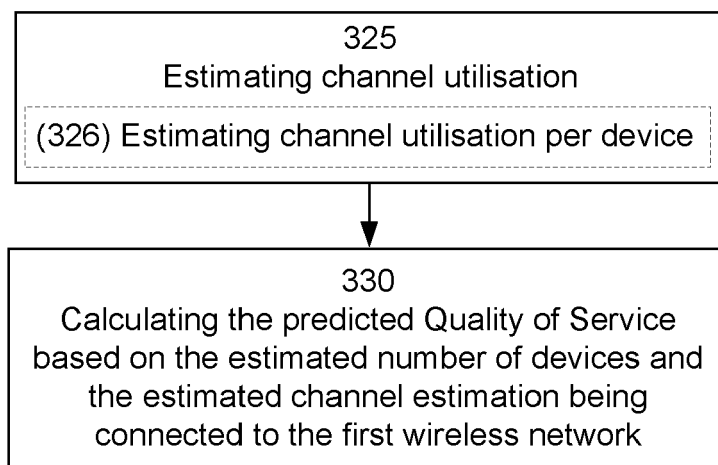 325
Estimating channel utilisation
(326) Estimating channel utilisation per device
330
Calculating the predicted Quality of Service
based on the estimated number of devices and
the estimated channel estimation being
connected to the first wireless network